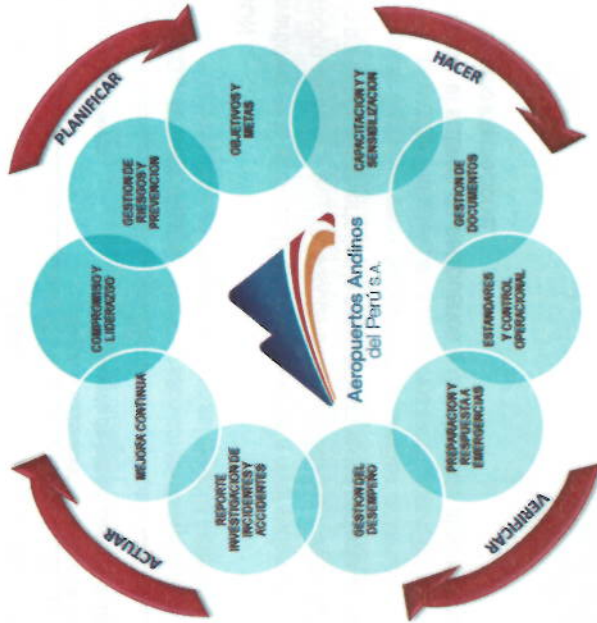 PLANIFICAR
COMPROMISO Y
LIDERAZGO
GESTION DE
RIESGOS Y
PREVENCION
OBJETIVOS Y
METAS
HACER
CAPACITACION Y Y
SENSIBILIZACION
GESTION DE
DOCUMENTOS
ESTANDARES
Y CONTROL
OPERACIONAL
VERIFICAR
PREPARACION Y
RESPUESTA A
EMERGENCIAS
GESTION DEL
DESEMPEÑO
REPORTE
INVESTIGACION DE
INCIDENTES Y
ACCIDENTES
ACTUAR
MEJORA CONTINUA
Aeropuertos Andinos
del Perú S.A.